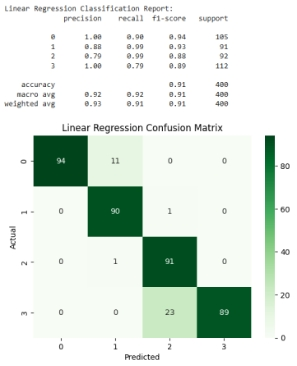 Linear Regression Classification Report:
precision recall f1-score support
0 1.00 0.90 0.94 105
1 0.88 0.99 0.93 91
2 0.79 0.99 0.88 92
3 1.00 0.79 0.89 112
accuracy 0.91 400
macro avg 0.92 0.92 0.91 400
weighted avg 0.93 0.91 0.91 400
Linear Regression Confusion Matrix
0 94 11 0 0
1 0 90 1 0
2 0 1 91 0
3 0 0 23 89
0 1 2 3
Actual
Predicted
80
60
40
20
0